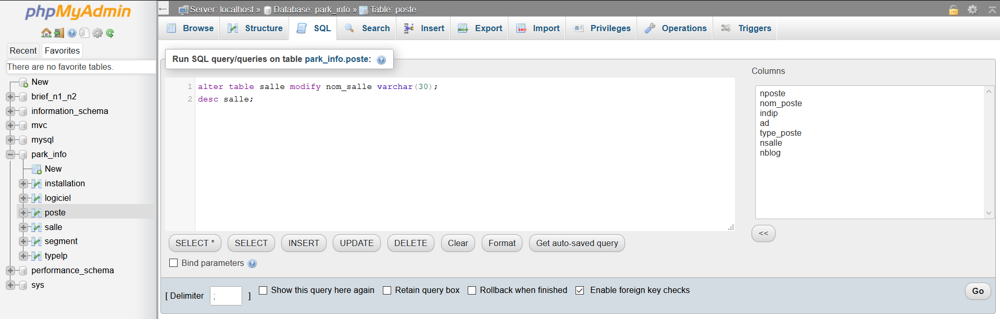 phpMyAdmin
Recent Favorites
There are no favorite tables.
New
brief_n1_n2
information_schema
mvc
mysql
park_info
New
installation
logiciel
poste
salle
segment
typelp
performance_schema
sys
← Server: localhost » Database: park_info » Table: poste
Browse Structure SQL Search Insert Export Import Privileges Operations Triggers
Run SQL query/queries on table park_info.poste:
1 alter table salle modify nom_salle varchar(30);
2 desc salle;
Columns
nposte
nom_poste
indip
ad
type_poste
nsalle
nblog
<<
SELECT * SELECT INSERT UPDATE DELETE Clear Format Get auto-saved query
Bind parameters
[ Delimiter ; ] Show this query here again Retain query box Rollback when finished Enable foreign key checks Go